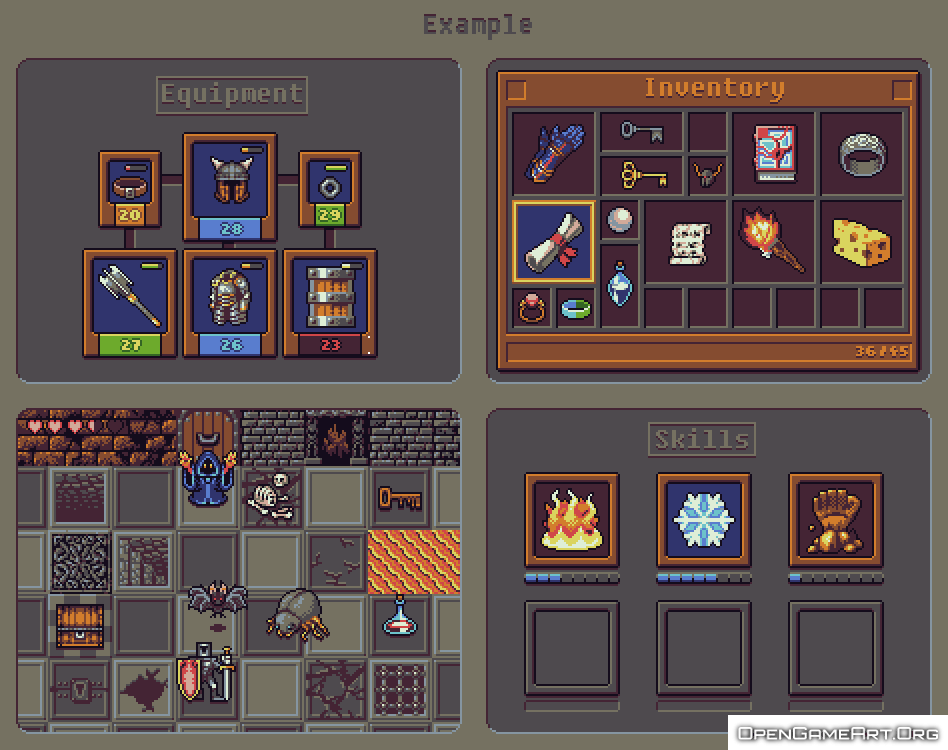 Example
Equipment
Inventory
20
28
29
27
26
23
36/45
Skills
OpenGameArt.Org